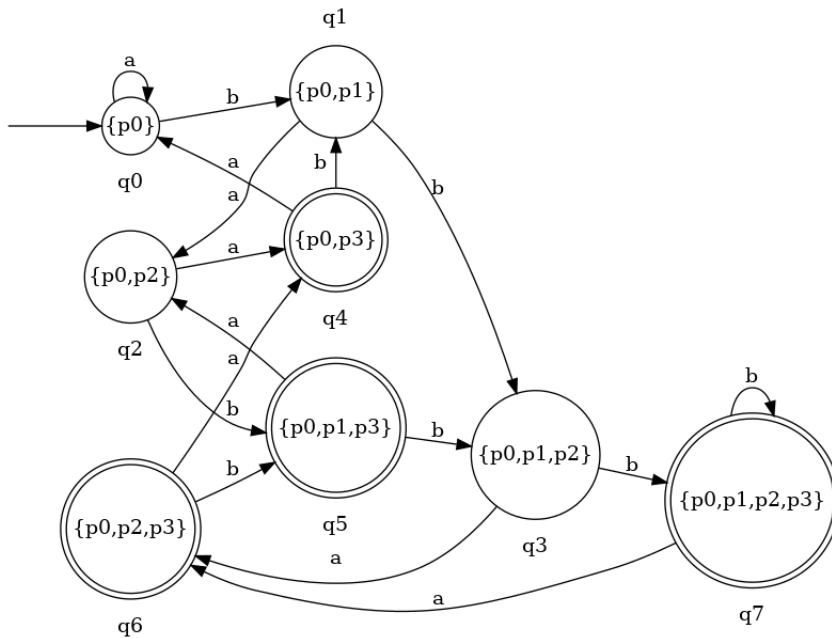 q1
a
{p0,p1}
b
{p0}
a
b
q0
a
b
{p0,p3}
{p0,p2}
a
q4
q2
a
a
b
b
{p0,p1,p3}
b
{p0,p1,p2}
b
b
b
{p0,p1,p2,p3}
{p0,p2,p3}
q5
q3
a
a
q7
q6